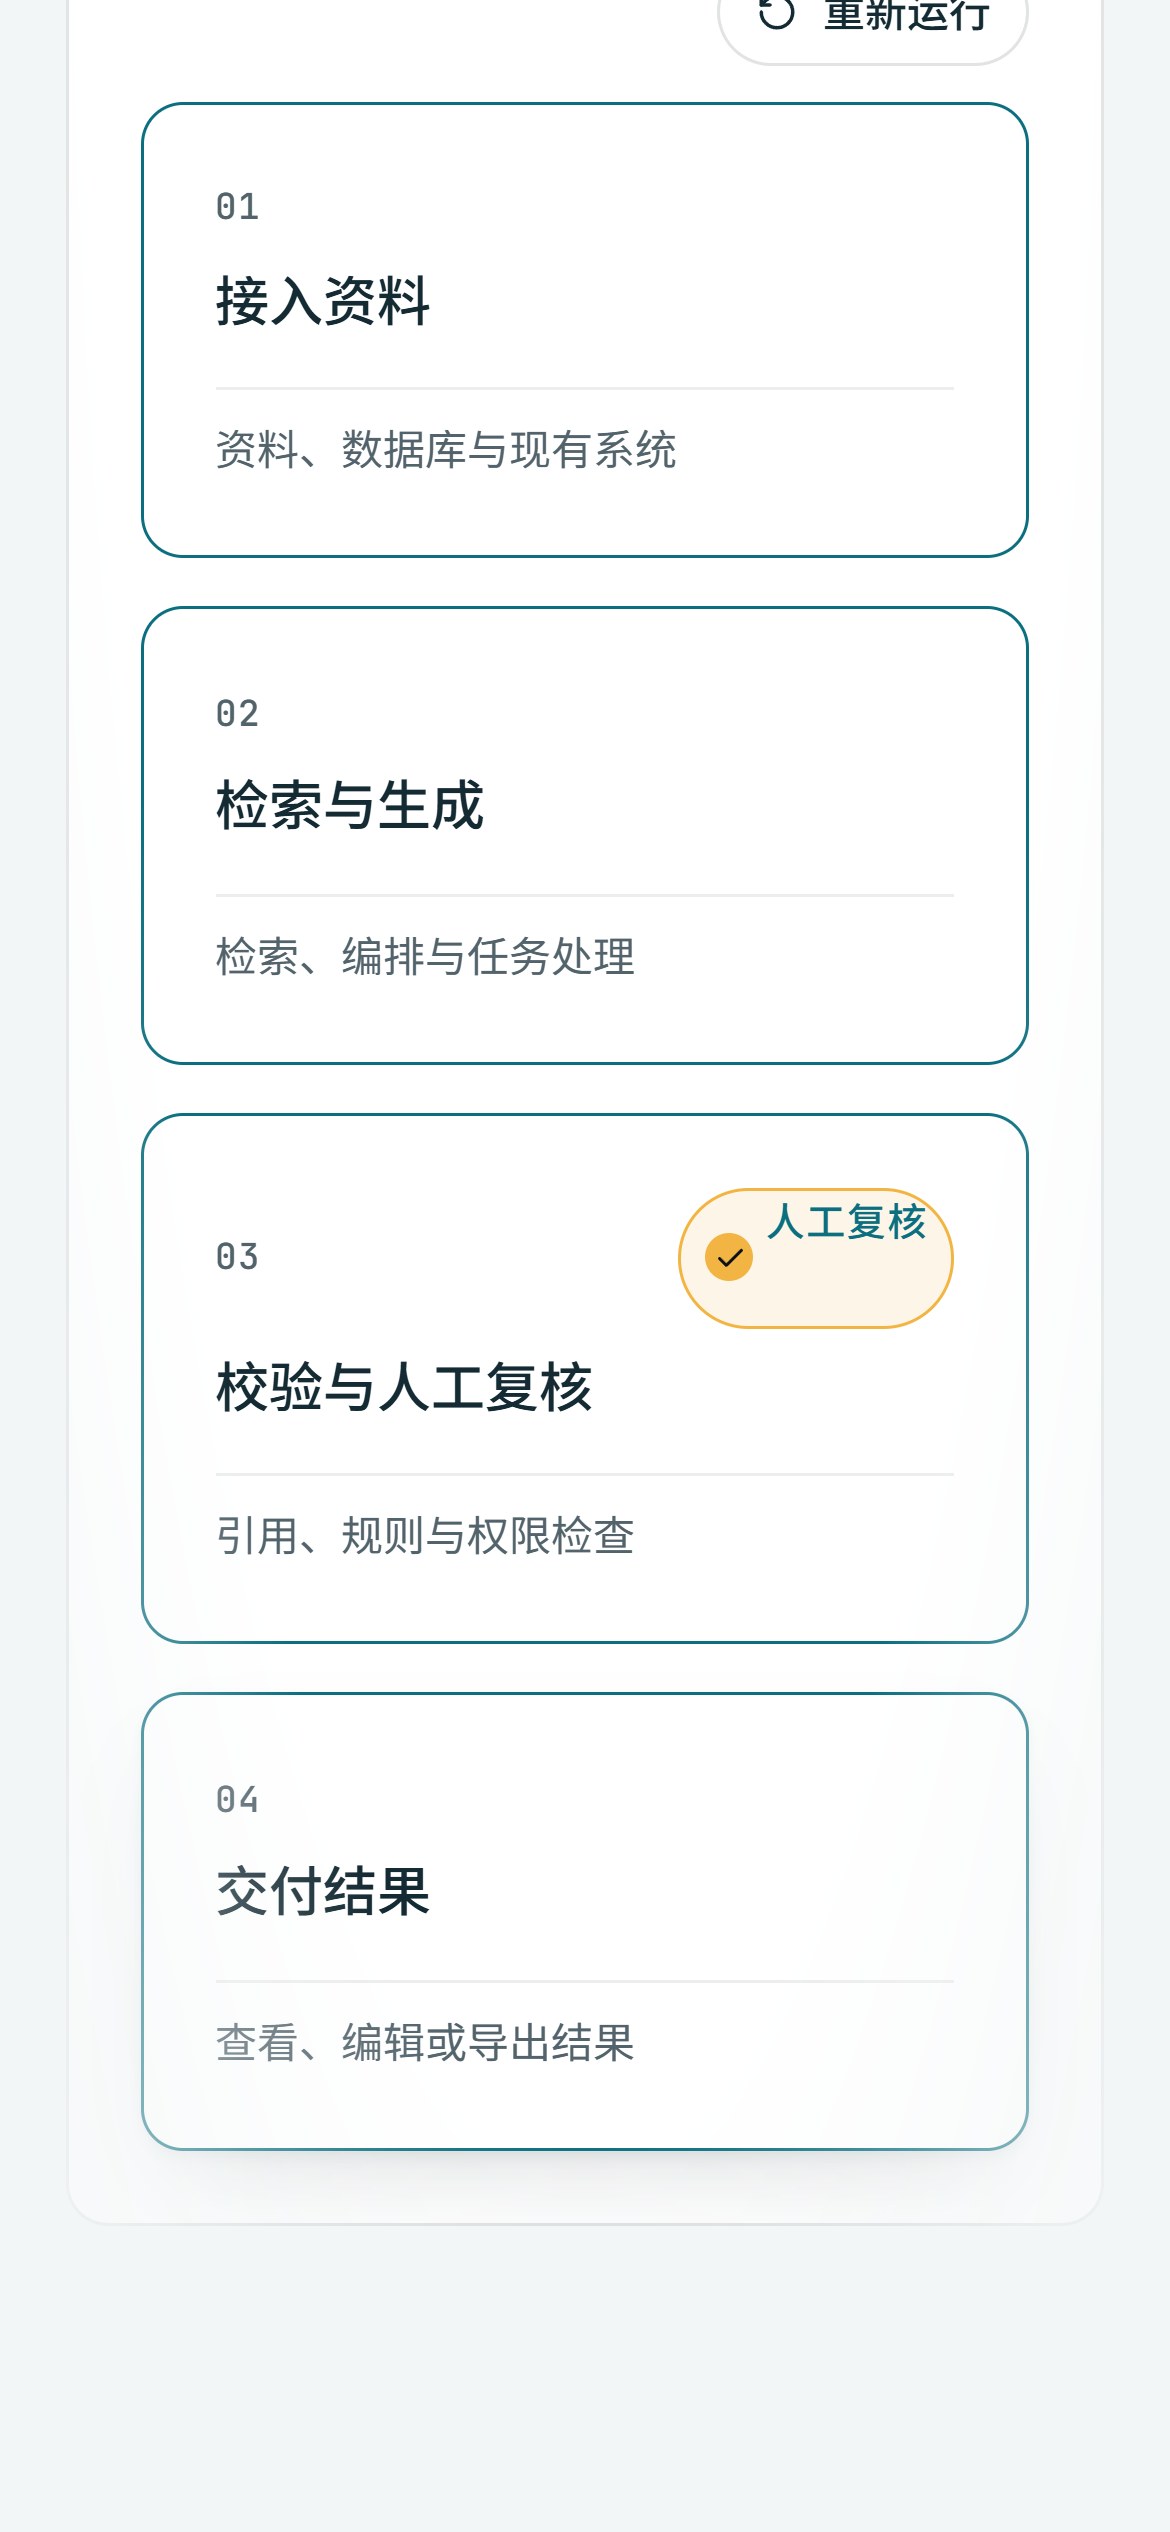 重新运行
01
接入资料
资料、数据库与现有系统
02
检索与生成
检索、编排与任务处理
03
人工复核
校验与人工复核
引用、规则与权限检查
04
交付结果
查看、编辑或导出结果